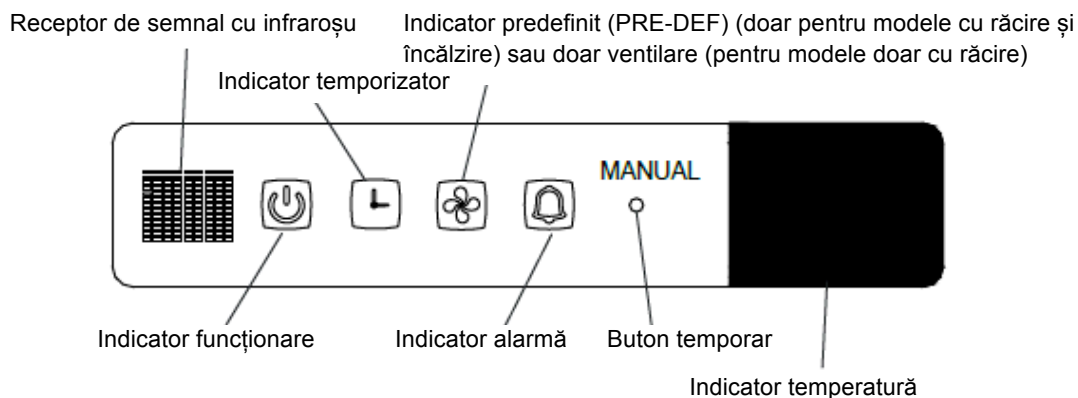 Receptor de semnal cu infraroșu
Indicator predefinit (PRE-DEF) (doar pentru modele cu răcire și
încălzire) sau doar ventilare (pentru modele doar cu răcire)
Indicator temporizator
MANUAL
Indicator funcționare
Indicator alarmă
Buton temporar
Indicator temperatură